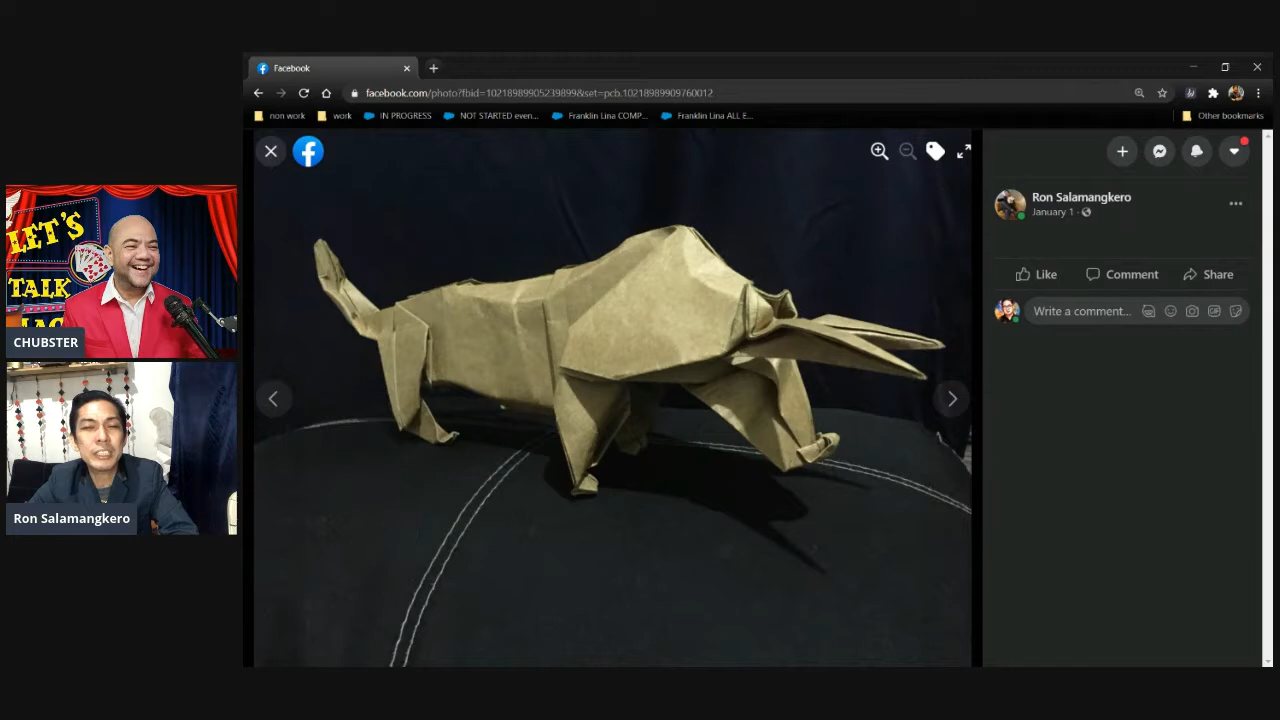 Facebook
facebook.com/photo?fbid=10218989905239899&set=pcb.10218989909760012
non work
work
IN PROGRESS
NOT STARTED even...
Franklin Lina COMP...
Franklin Lina ALL E...
Other bookmarks
LET'S
TALK
CHUBSTER
Ron Salamangkero
Ron Salamangkero
January 1 ·
Like
Comment
Share
Write a comment...